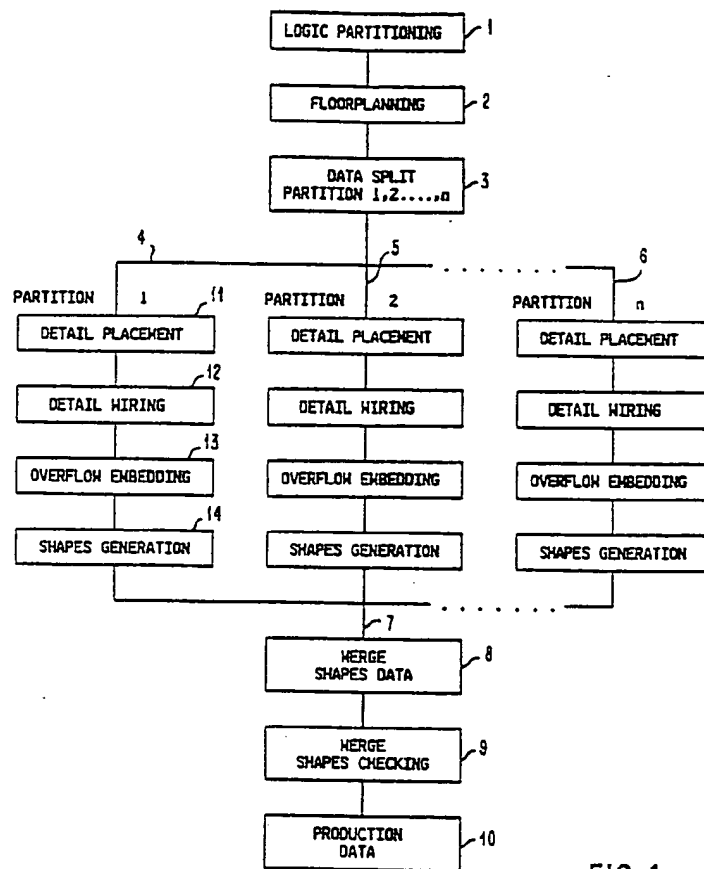 LOGIC PARTITIONING
1
FLOORPLANNING
2
DATA SPLIT
PARTITION 1,2....,n
3
4
5
6
PARTITION 1
11
PARTITION 2
PARTITION n
DETAIL PLACEMENT
DETAIL PLACEMENT
DETAIL PLACEMENT
12
DETAIL WIRING
DETAIL WIRING
DETAIL WIRING
13
OVERFLOW EMBEDDING
OVERFLOW EMBEDDING
OVERFLOW EMBEDDING
14
SHAPES GENERATION
SHAPES GENERATION
SHAPES GENERATION
7
MERGE
SHAPES DATA
8
MERGE
SHAPES CHECKING
9
PRODUCTION
DATA
10